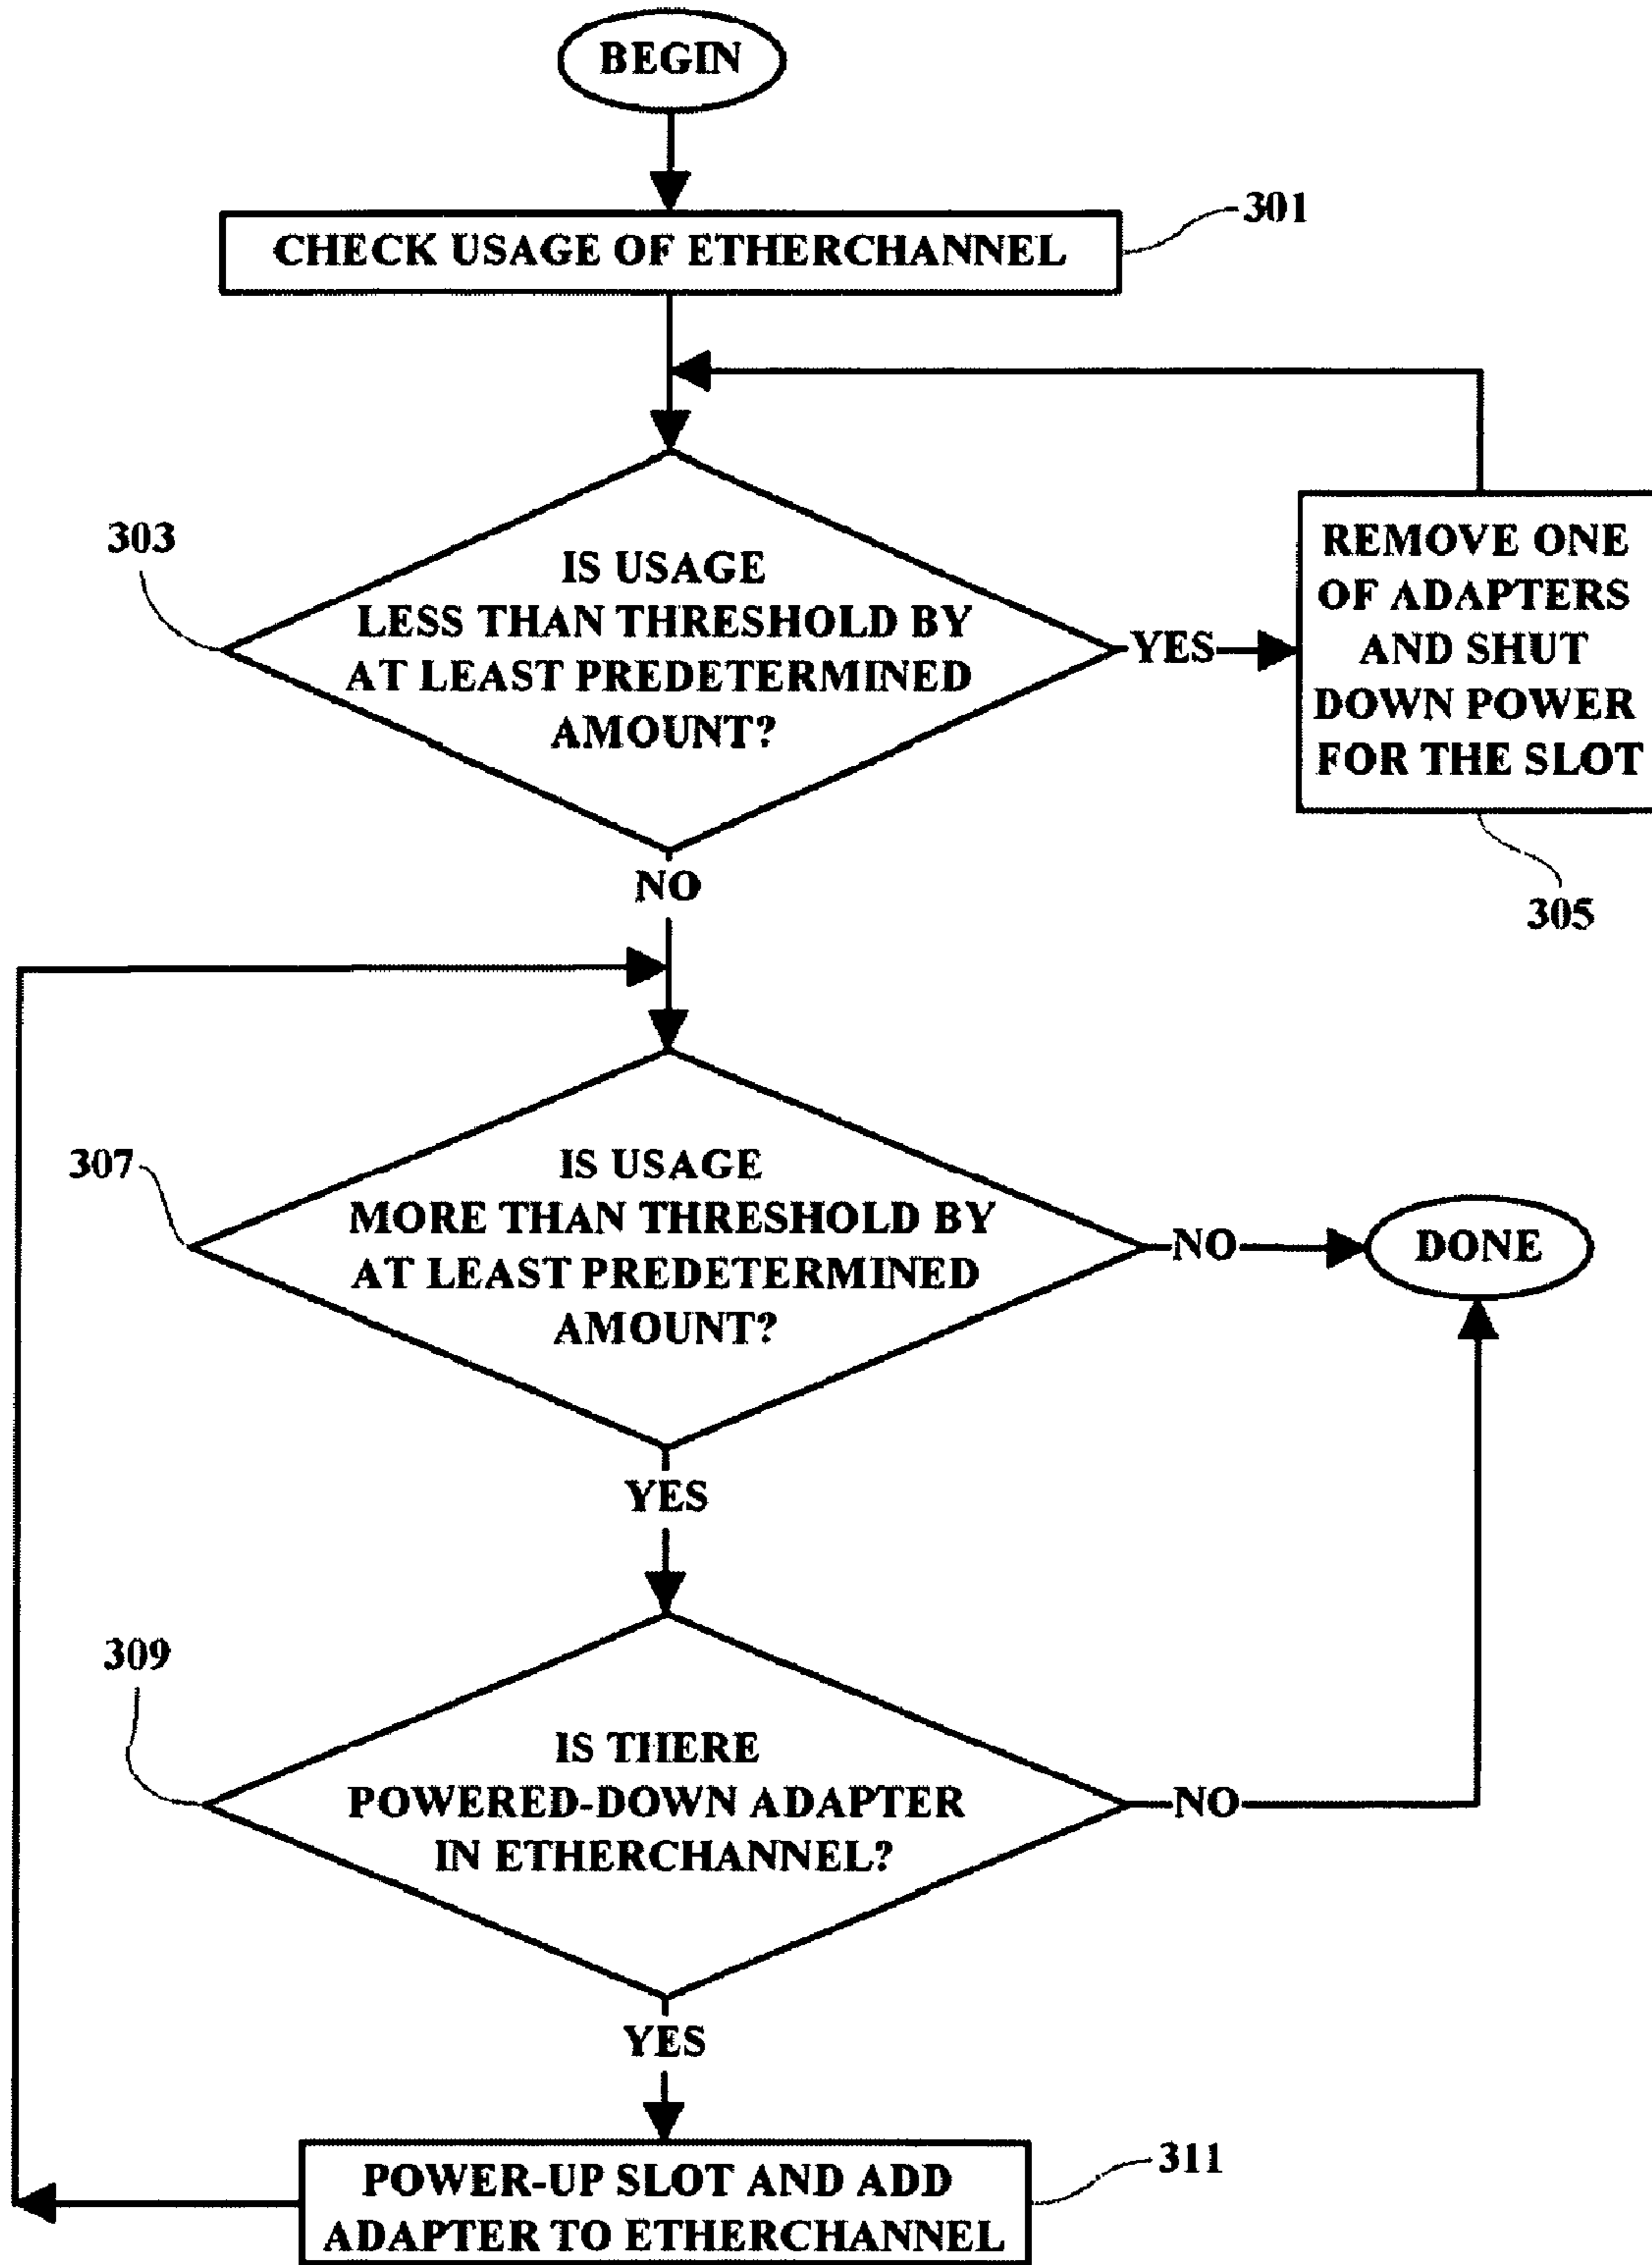 BEGIN
CHECK USAGE OF ETHERCHANNEL
301
303
IS USAGE
LESS THAN THRESHOLD BY
AT LEAST PREDETERMINED
AMOUNT?
YES
REMOVE ONE
OF ADAPTERS
AND SHUT
DOWN POWER
FOR THE SLOT
305
NO
307
IS USAGE
MORE THAN THRESHOLD BY
AT LEAST PREDETERMINED
AMOUNT?
NO
DONE
YES
309
IS THERE
POWERED-DOWN ADAPTER
IN ETHERCHANNEL?
NO
YES
POWER-UP SLOT AND ADD
ADAPTER TO ETHERCHANNEL
311